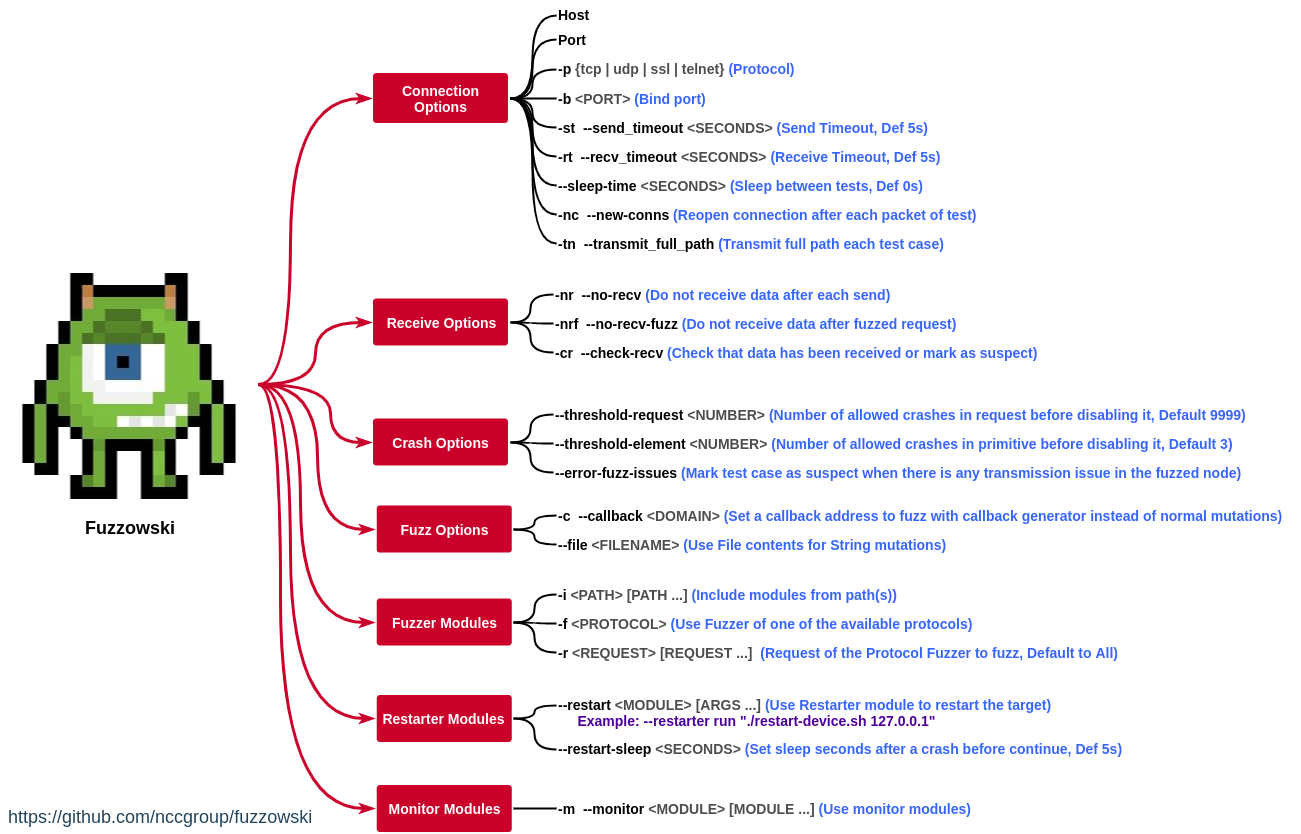 Host
Port
-p {tcp | udp | ssl | telnet} (Protocol)
Connection
Options
-b <PORT> (Bind port)
-st  --send_timeout <SECONDS> (Send Timeout, Def 5s)
-rt  --recv_timeout <SECONDS> (Receive Timeout, Def 5s)
--sleep-time <SECONDS> (Sleep between tests, Def 0s)
-nc  --new-conns (Reopen connection after each packet of test)
-tn  --transmit_full_path (Transmit full path each test case)
Receive Options
-nr  --no-recv (Do not receive data after each send)
-nrf  --no-recv-fuzz (Do not receive data after fuzzed request)
-cr  --check-recv (Check that data has been received or mark as suspect)
Crash Options
--threshold-request <NUMBER> (Number of allowed crashes in request before disabling it, Default 9999)
--threshold-element <NUMBER> (Number of allowed crashes in primitive before disabling it, Default 3)
--error-fuzz-issues (Mark test case as suspect when there is any transmission issue in the fuzzed node)
Fuzzowski
Fuzz Options
-c  --callback <DOMAIN> (Set a callback address to fuzz with callback generator instead of normal mutations)
--file <FILENAME> (Use File contents for String mutations)
Fuzzer Modules
-i <PATH> [PATH ...] (Include modules from path(s))
-f <PROTOCOL> (Use Fuzzer of one of the available protocols)
-r <REQUEST> [REQUEST ...]  (Request of the Protocol Fuzzer to fuzz, Default to All)
Restarter Modules
--restart <MODULE> [ARGS ...] (Use Restarter module to restart the target)
Example: --restarter run "./restart-device.sh 127.0.0.1"
--restart-sleep <SECONDS> (Set sleep seconds after a crash before continue, Def 5s)
Monitor Modules
-m  --monitor <MODULE> [MODULE ...] (Use monitor modules)
https://github.com/nccgroup/fuzzowski